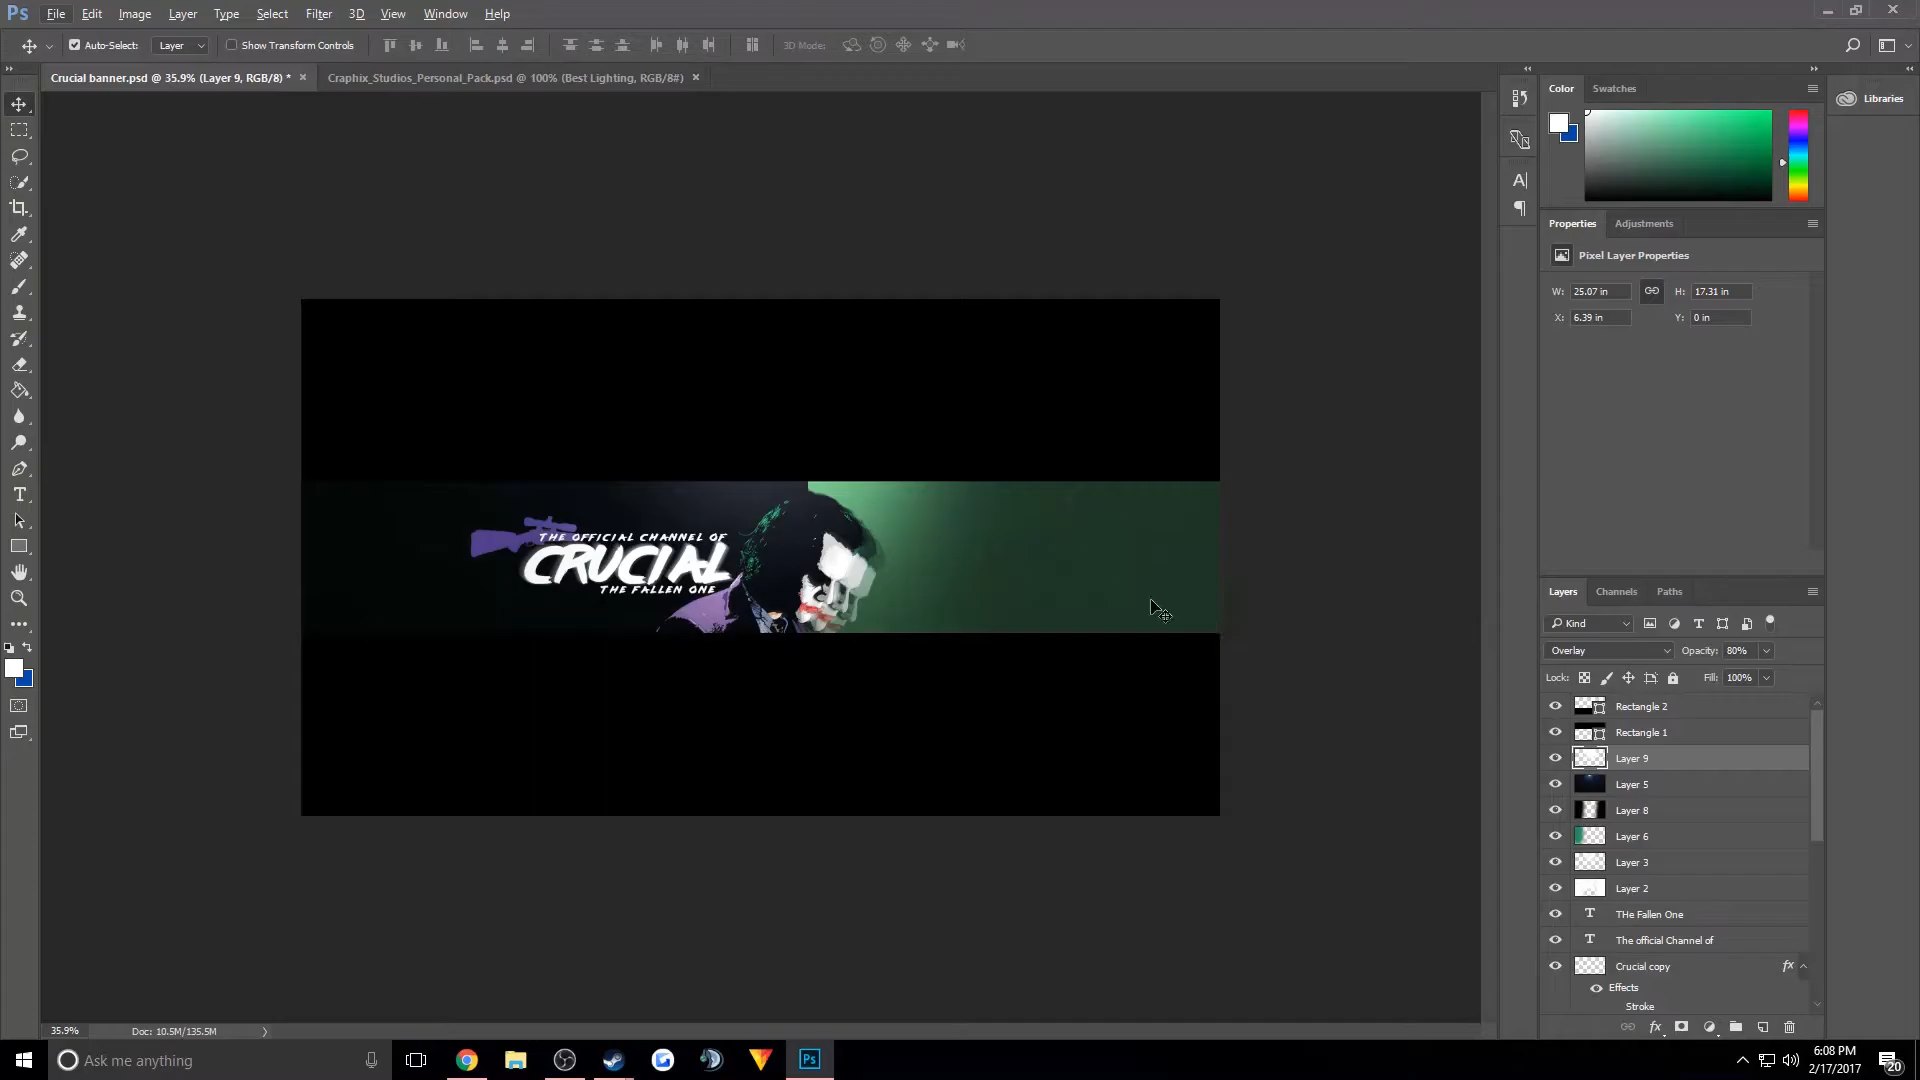 Ps File Edit Image Layer Type Select Filter 3D View Window Help
Auto-Select: Layer Show Transform Controls 3D Mode:
Crucial banner.psd @ 35.9% (Layer 9, RGB/8) * × Craphix_Studios_Personal_Pack.psd @ 100% (Best Lighting, RGB/8#) ×
Color Swatches
Libraries
Properties Adjustments
Pixel Layer Properties
W: 25.07 in H: 17.31 in
X: 6.39 in Y: 0 in
THE OFFICIAL CHANNEL OF
CRUCIAL
THE FALLEN ONE
Layers Channels Paths
Kind
Overlay Opacity: 80%
Lock: Fill: 100%
Rectangle 2
Rectangle 1
Layer 9
Layer 5
Layer 8
Layer 6
Layer 3
Layer 2
THe Fallen One
The official Channel of
Crucial copy fx
Effects
Stroke
35.9% Doc: 10.5M/135.5M
Ask me anything
Ps
6:08 PM
2/17/2017
20